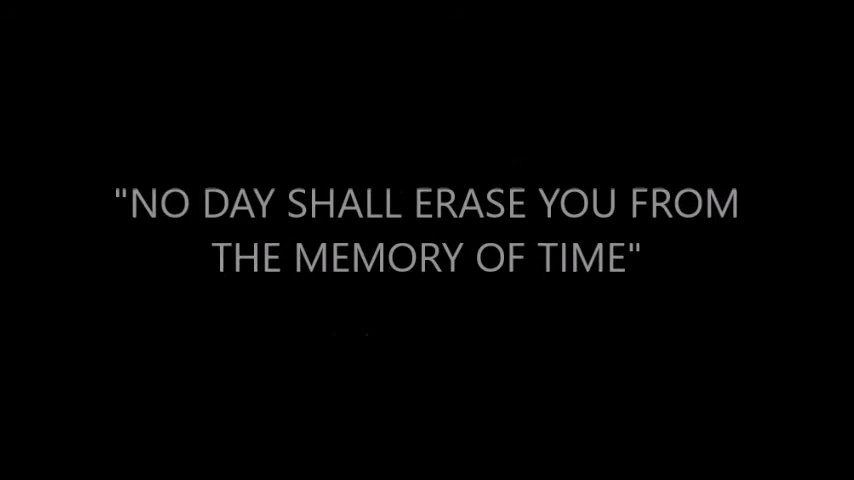 "NO DAY SHALL ERASE YOU FROM
THE MEMORY OF TIME"